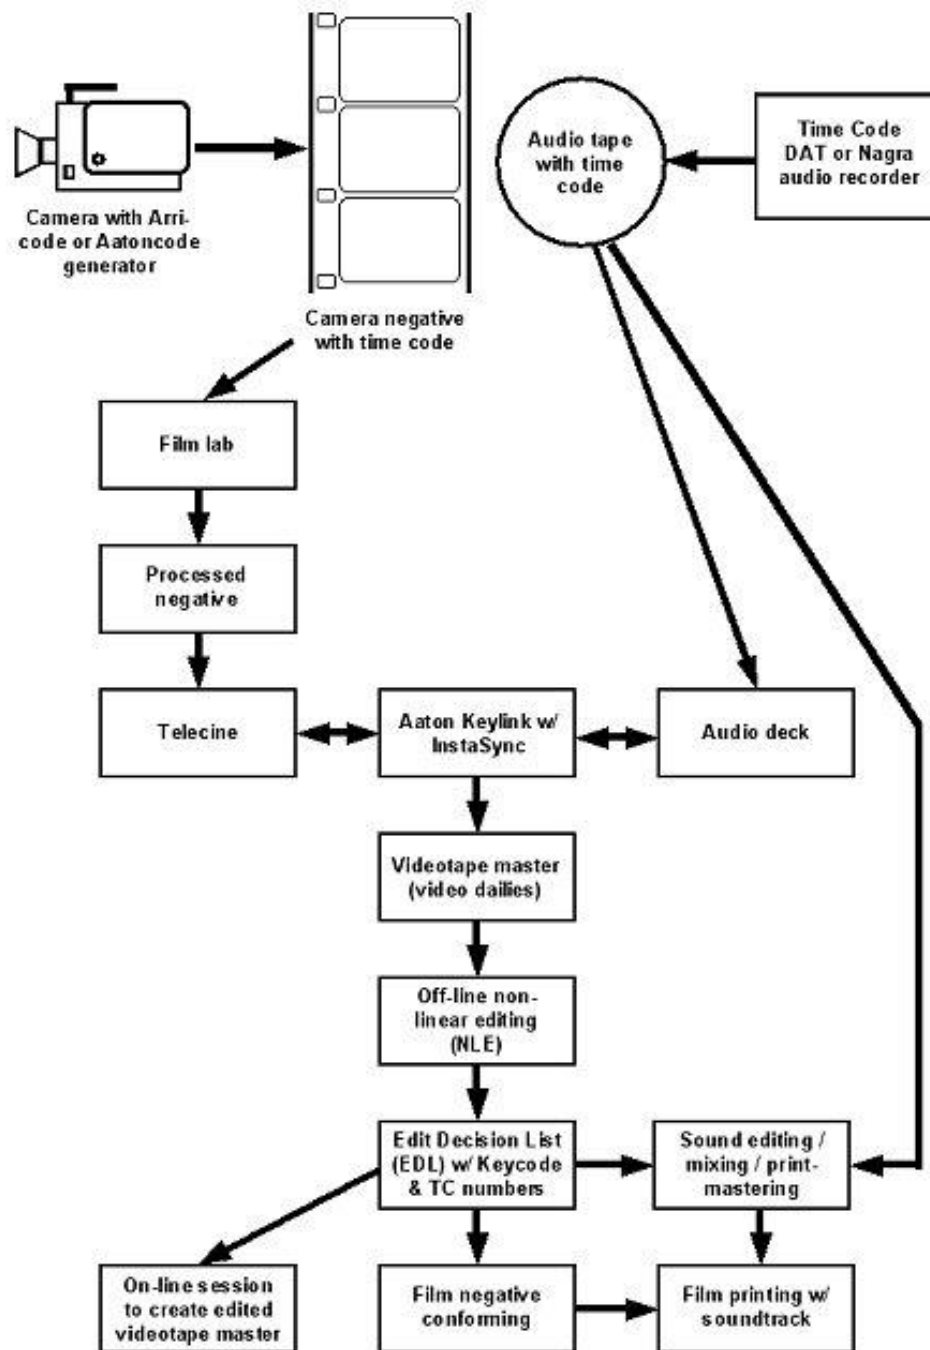 Audio tape
with time
code
Time Code
DAT or Nagra
audio recorder
Camera with Arri-
code or Aatoncode
generator
Camera negative
with time code
Film lab
Processed
negative
Telecine
Aaton Keylink w/
InstaSync
Audio deck
Videotape master
(video dailies)
Off-line non-
linear editing
(NLE)
Edit Decision List
(EDL) w/ Keycode
& TC numbers
Sound editing /
mixing / print-
mastering
On-line session
to create edited
videotape master
Film negative
conforming
Film printing w/
soundtrack